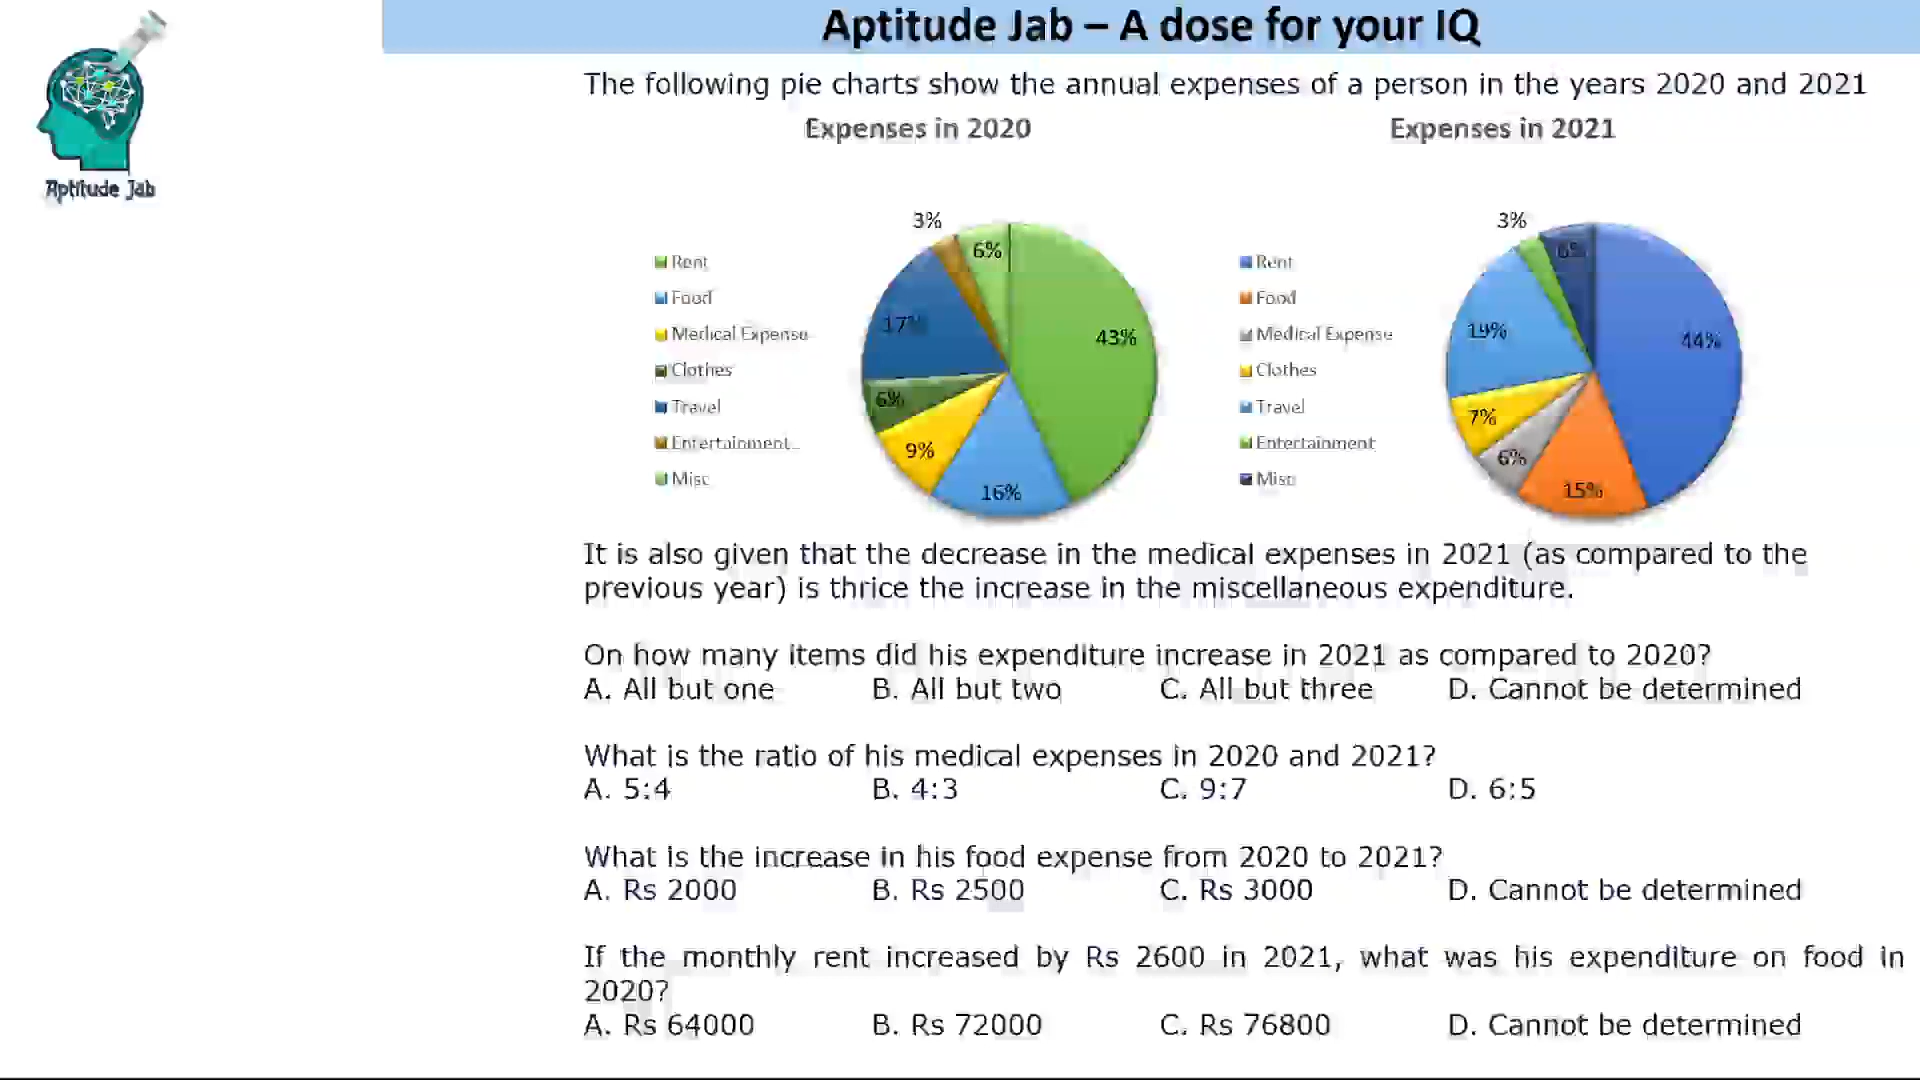 Aptitude Jab – A dose for your IQ
Aptitude Jab
The following pie charts show the annual expenses of a person in the years 2020 and 2021
Expenses in 2020
3%
6%
43%
17%
6%
9%
16%
Rent
Food
Medical Expense
Clothes
Travel
Entertainment
Misc
Expenses in 2021
3%
6%
44%
19%
7%
6%
15%
Rent
Food
Medical Expense
Clothes
Travel
Entertainment
Misc
It is also given that the decrease in the medical expenses in 2021 (as compared to the
previous year) is thrice the increase in the miscellaneous expenditure.
On how many items did his expenditure increase in 2021 as compared to 2020?
A. All but one B. All but two C. All but three D. Cannot be determined
What is the ratio of his medical expenses in 2020 and 2021?
A. 5:4 B. 4:3 C. 9:7 D. 6:5
What is the increase in his food expense from 2020 to 2021?
A. Rs 2000 B. Rs 2500 C. Rs 3000 D. Cannot be determined
If the monthly rent increased by Rs 2600 in 2021, what was his expenditure on food in
2020?
A. Rs 64000 B. Rs 72000 C. Rs 76800 D. Cannot be determined